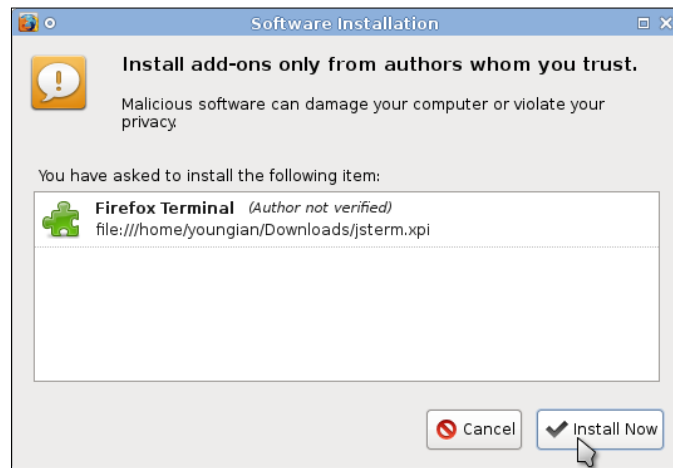 Software Installation
Install add-ons only from authors whom you trust.
Malicious software can damage your computer or violate your
privacy.
You have asked to install the following item:
Firefox Terminal (Author not verified)
file:///home/youngian/Downloads/jsterm.xpi
Cancel
Install Now